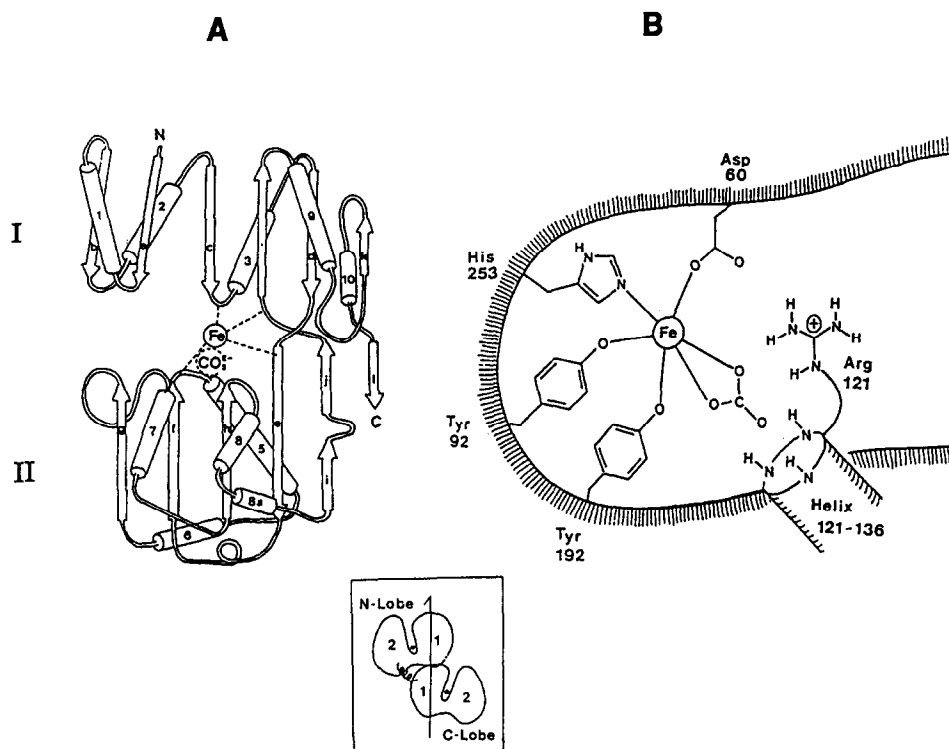 A
B
N
I
1
2
c
3
9
10
Fe
CO₃²⁻
C
II
7
f
8
5
8a
6
e
j
i
Asp
60
His
253
HN
N
O
O
Fe
H
H
H-N
N-H
+
H-N
Arg
121
O
O
C
O
O
O
Tyr
92
H
N
H
N
H
N
Helix
121-136
Tyr
192
N-Lobe
2
1
1
2
C-Lobe